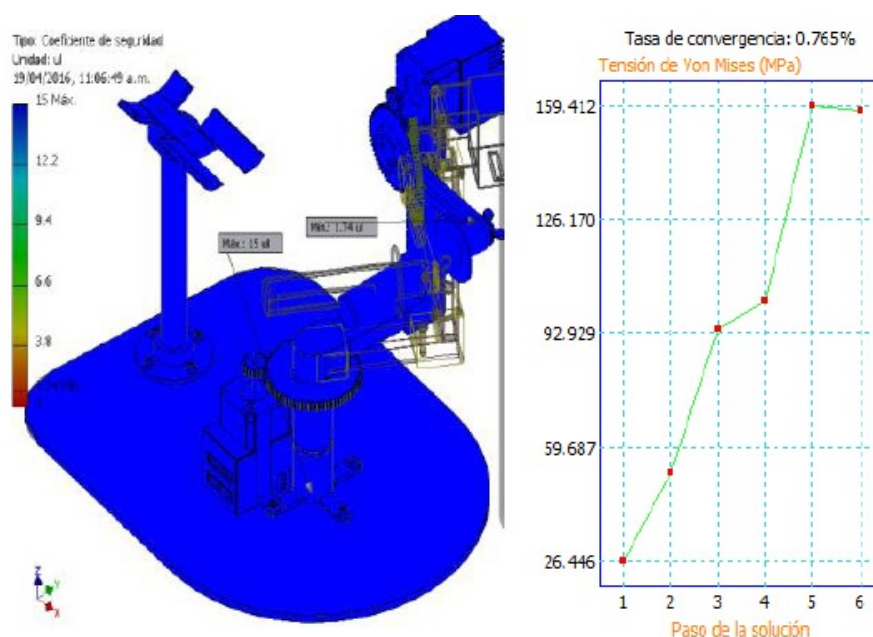 Tipo: Coeficiente de seguridad
Unidad: ul
19/04/2016, 11:06:49 a.m.
15 Máx.
12.2
9.4
6.6
3.8
Máx.: 15 ul
Mín.: 1.74 ul
Z
Y
X
Tasa de convergencia: 0.765%
Tensión de Von Mises (MPa)
159.412
126.170
92.929
59.687
26.446
1 2 3 4 5 6
Paso de la solución